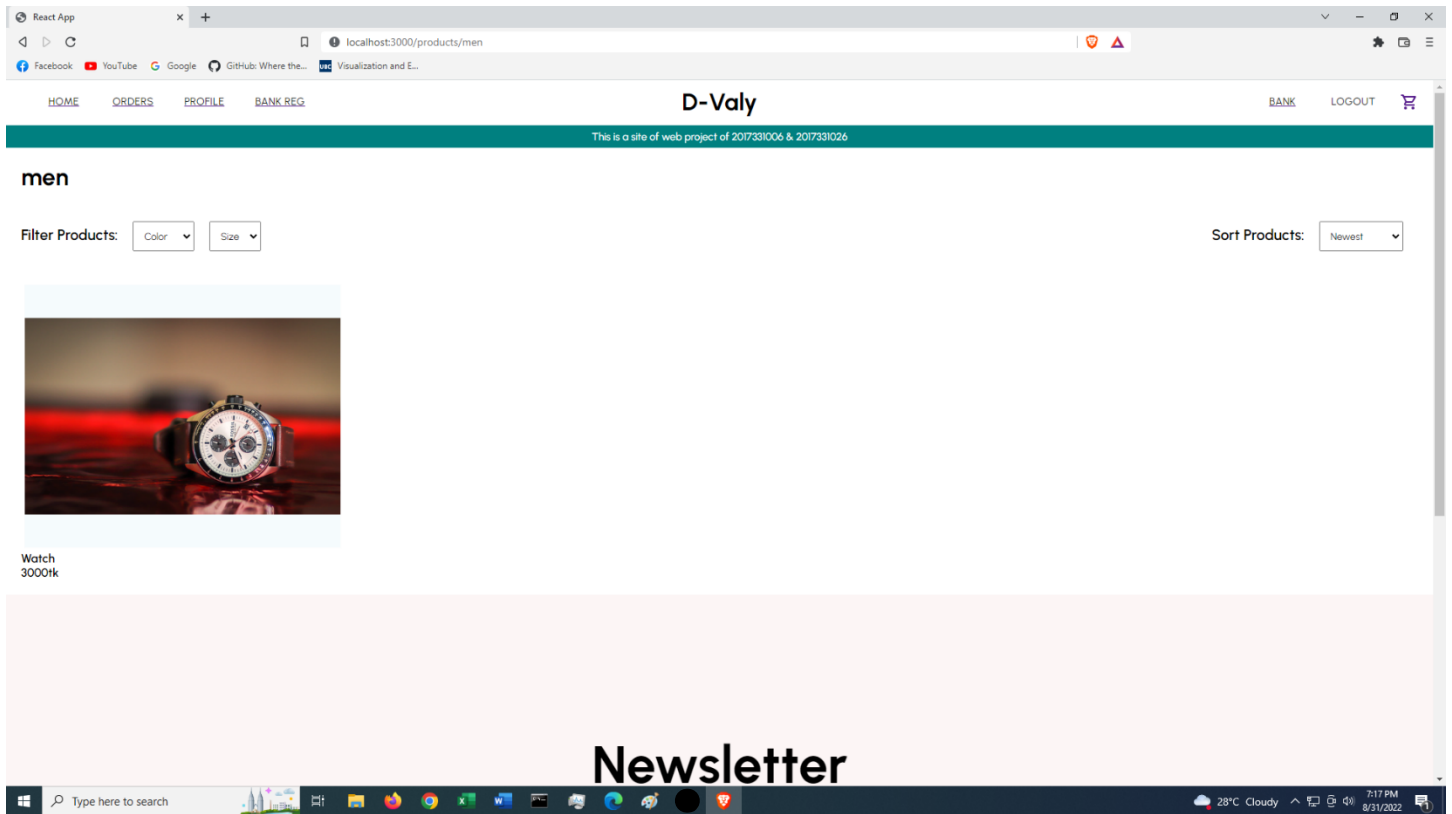 React App
localhost:3000/products/men
Facebook YouTube Google GitHub: Where the... UBC Visualization and E...
HOME ORDERS PROFILE BANK REG D-Valy BANK LOGOUT
This is a site of web project of 2017331006 & 2017331026
men
Filter Products: Color Size Sort Products: Newest
Watch
3000tk
Newsletter
Type here to search 28°C Cloudy 7:17 PM
8/31/2022
1